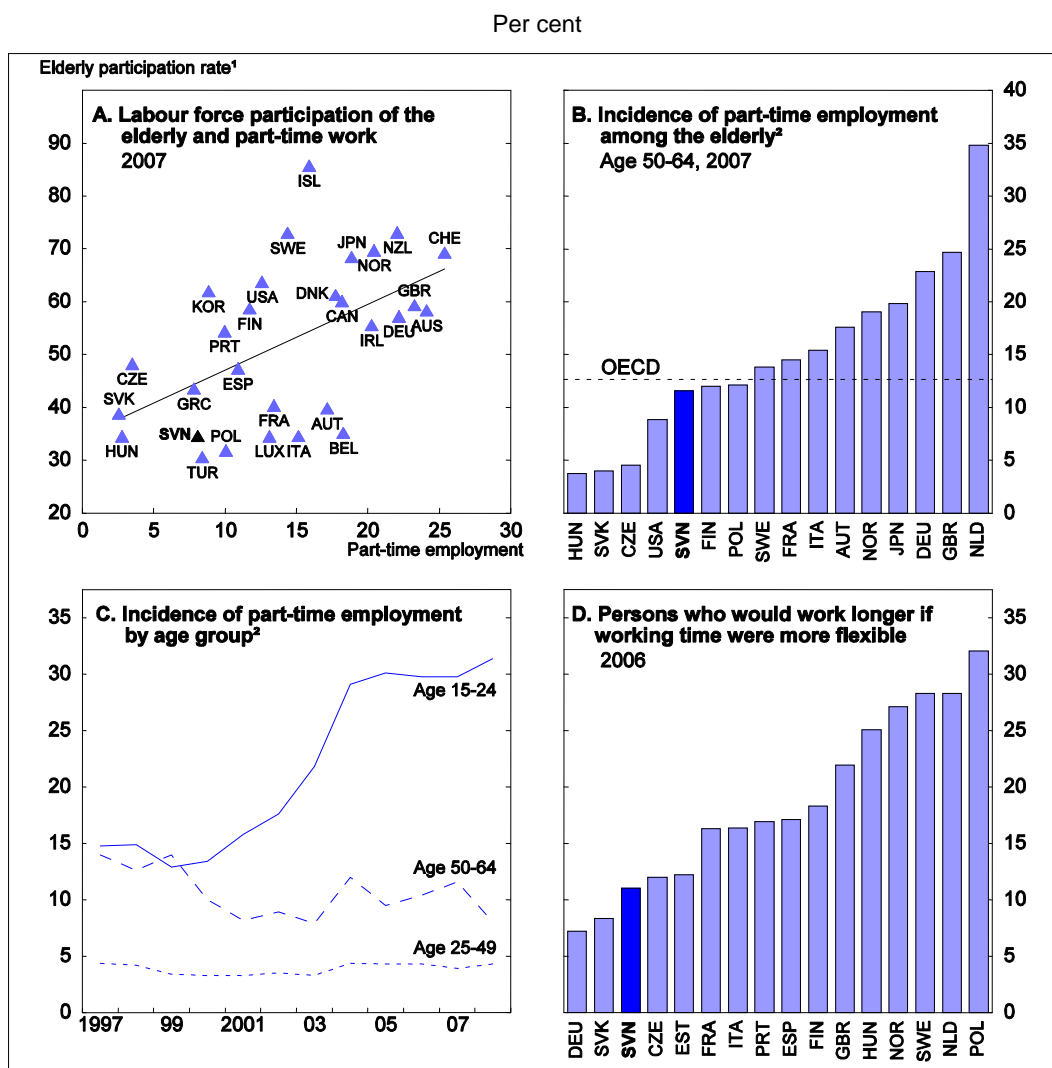 Per cent
Elderly participation rate¹
A. Labour force participation of the
elderly and part-time work
2007
90
80
70
60
50
40
30
20
ISL
SWE
JPN
NZL
CHE
NOR
KOR
USA
DNK
GBR
FIN
CAN
PRT
IRL
DEU
AUS
CZE
ESP
SVK
GRC
FRA
AUT
SVN
POL
HUN
LUX
ITA
BEL
TUR
0 5 10 15 20 25 30
Part-time employment
B. Incidence of part-time employment
among the elderly²
Age 50-64, 2007
40
35
30
25
20
15
10
5
0
OECD
HUN SVK CZE USA SVN FIN POL SWE FRA ITA AUT NOR JPN DEU GBR NLD
C. Incidence of part-time employment
by age group²
35
30
25
20
15
10
5
0
Age 15-24
Age 50-64
Age 25-49
1997 99 2001 03 05 07
D. Persons who would work longer if
working time were more flexible
2006
35
30
25
20
15
10
5
0
DEU SVK SVN CZE EST FRA ITA PRT ESP FIN GBR HUN NOR SWE NLD POL